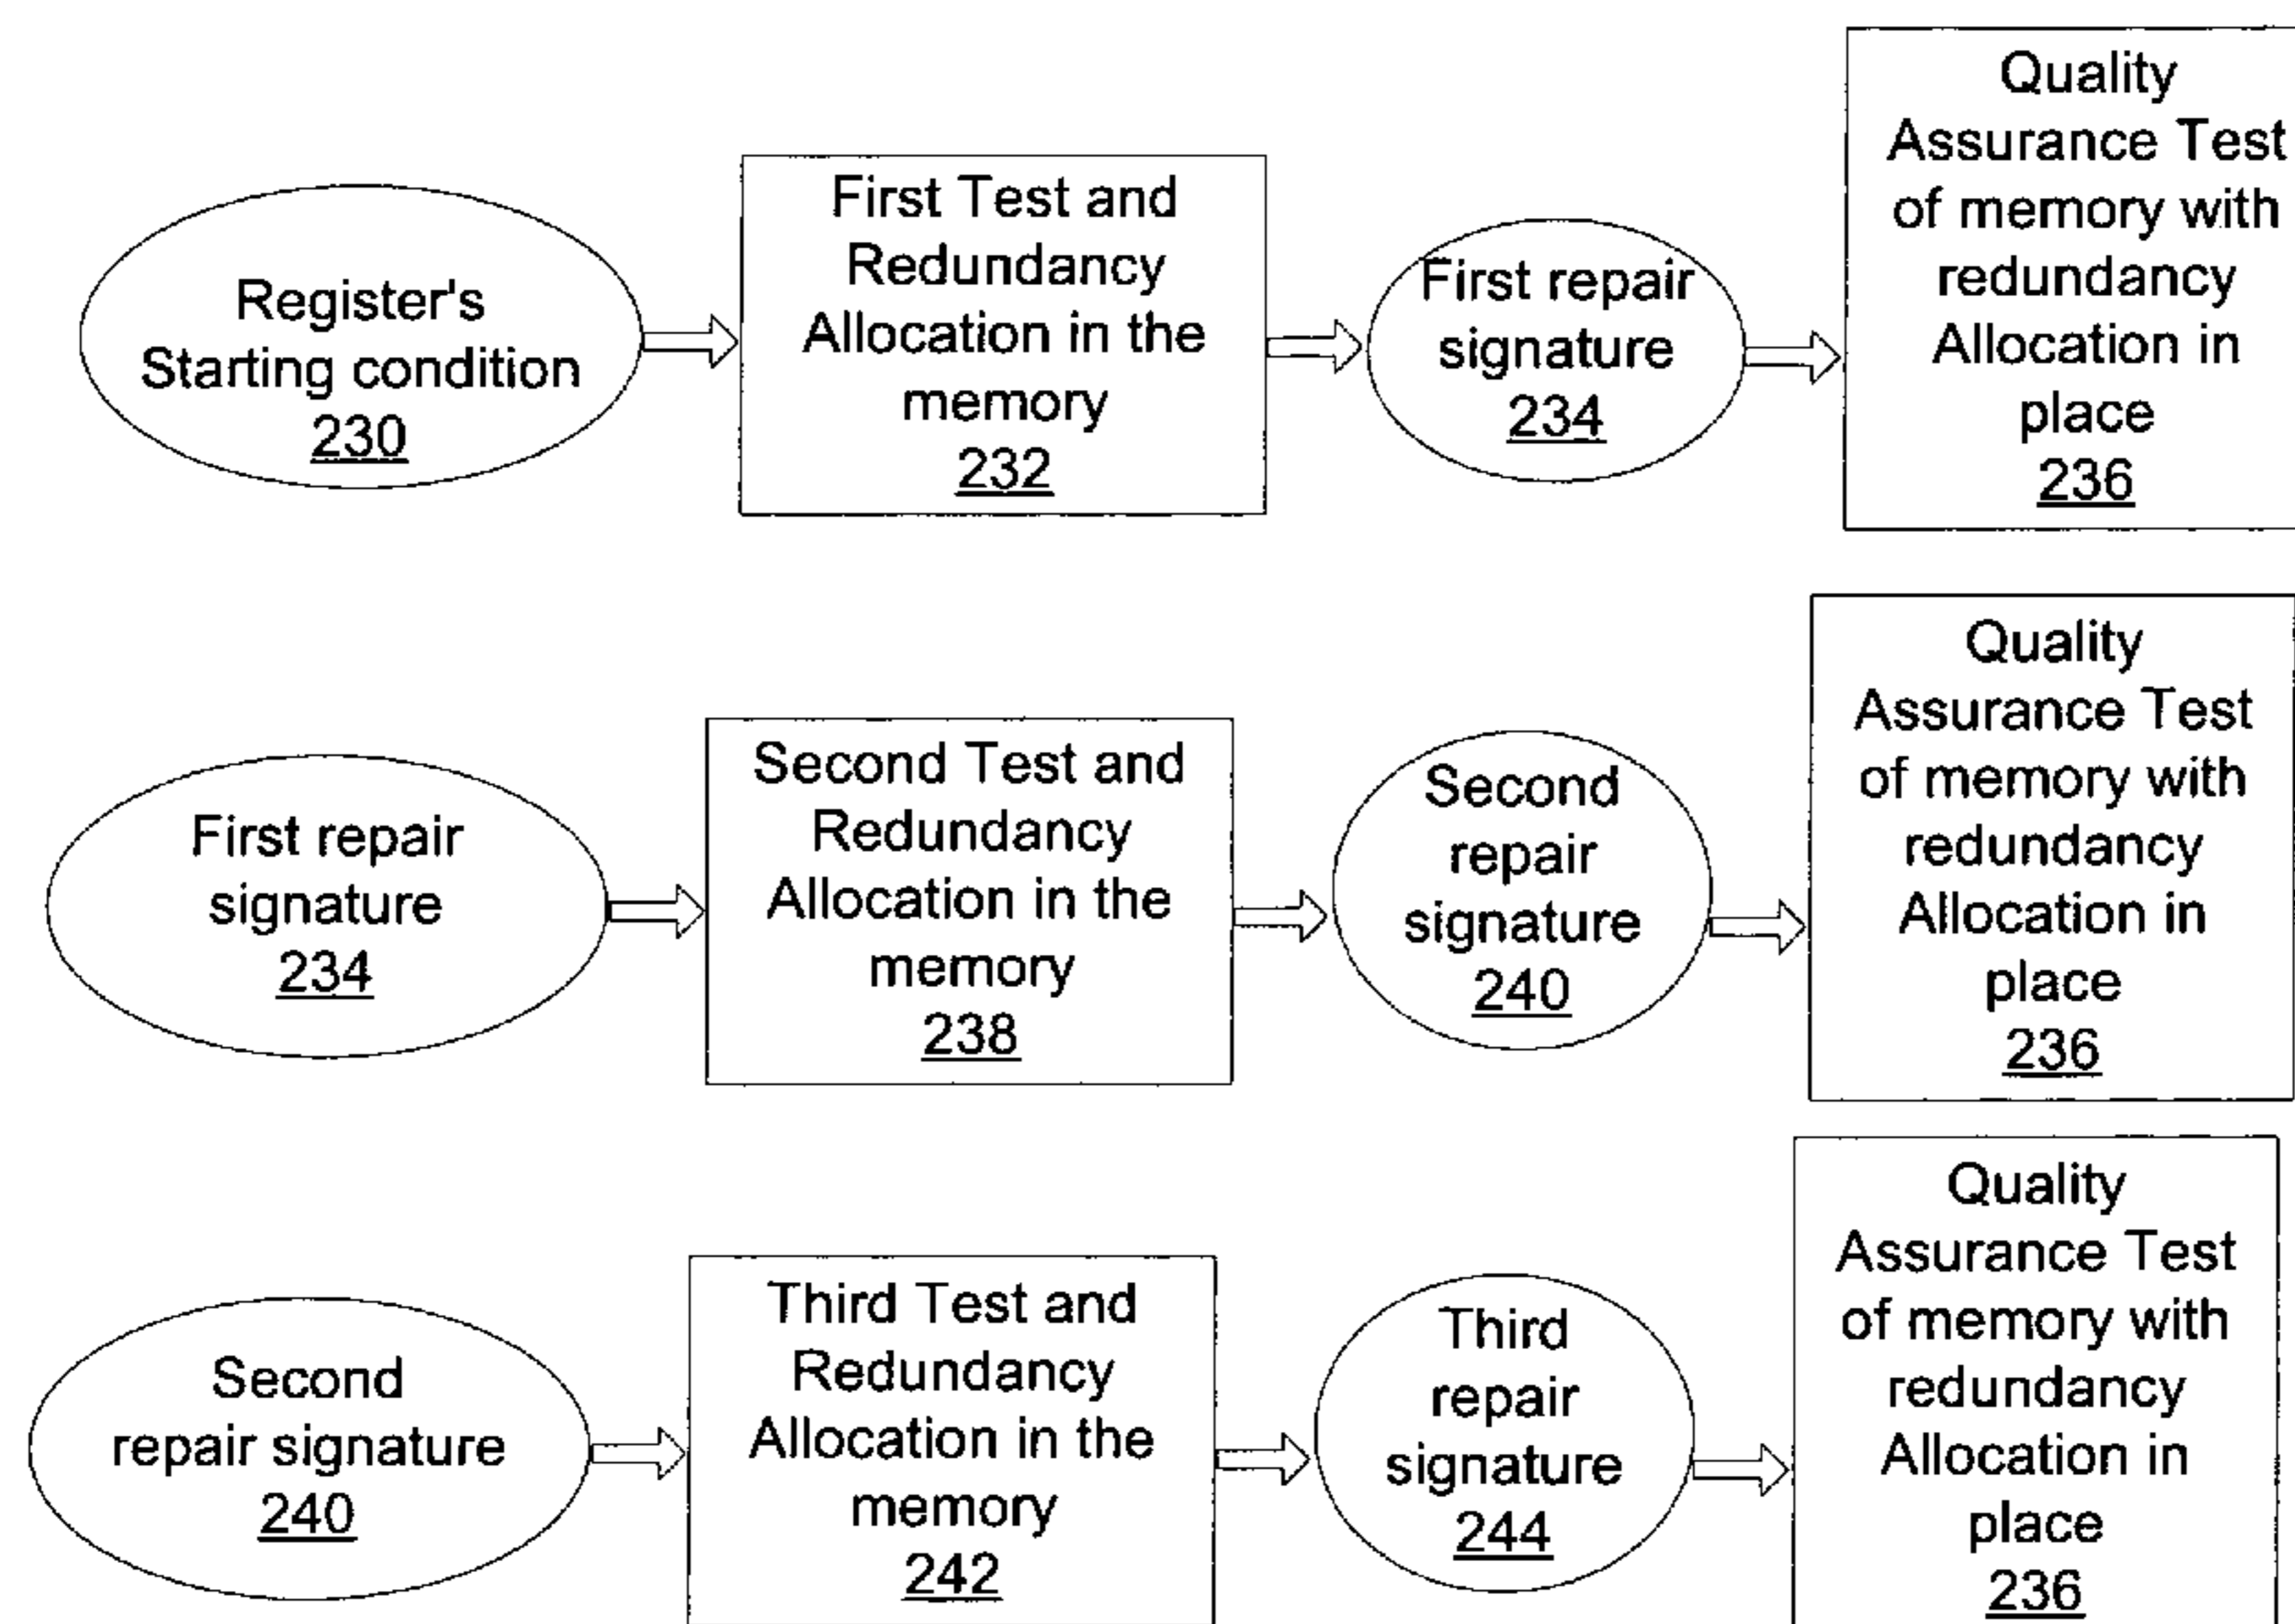 Register's
Starting condition
230
First Test and
Redundancy
Allocation in the
memory
232
First repair
signature
234
Quality
Assurance Test
of memory with
redundancy
Allocation in
place
236
First repair
signature
234
Second Test and
Redundancy
Allocation in the
memory
238
Second
repair
signature
240
Quality
Assurance Test
of memory with
redundancy
Allocation in
place
236
Second
repair signature
240
Third Test and
Redundancy
Allocation in the
memory
242
Third
repair
signature
244
Quality
Assurance Test
of memory with
redundancy
Allocation in
place
236